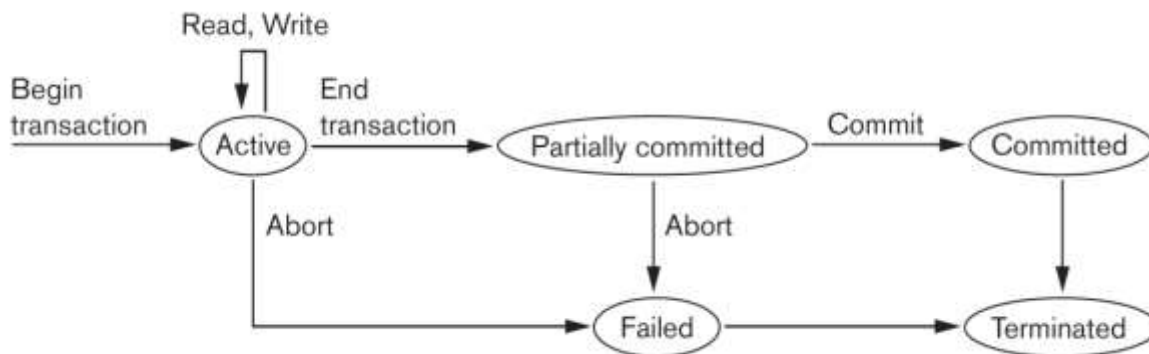 Read, Write
Begin
transaction
End
transaction
Active
Partially committed
Commit
Committed
Abort
Abort
Failed
Terminated